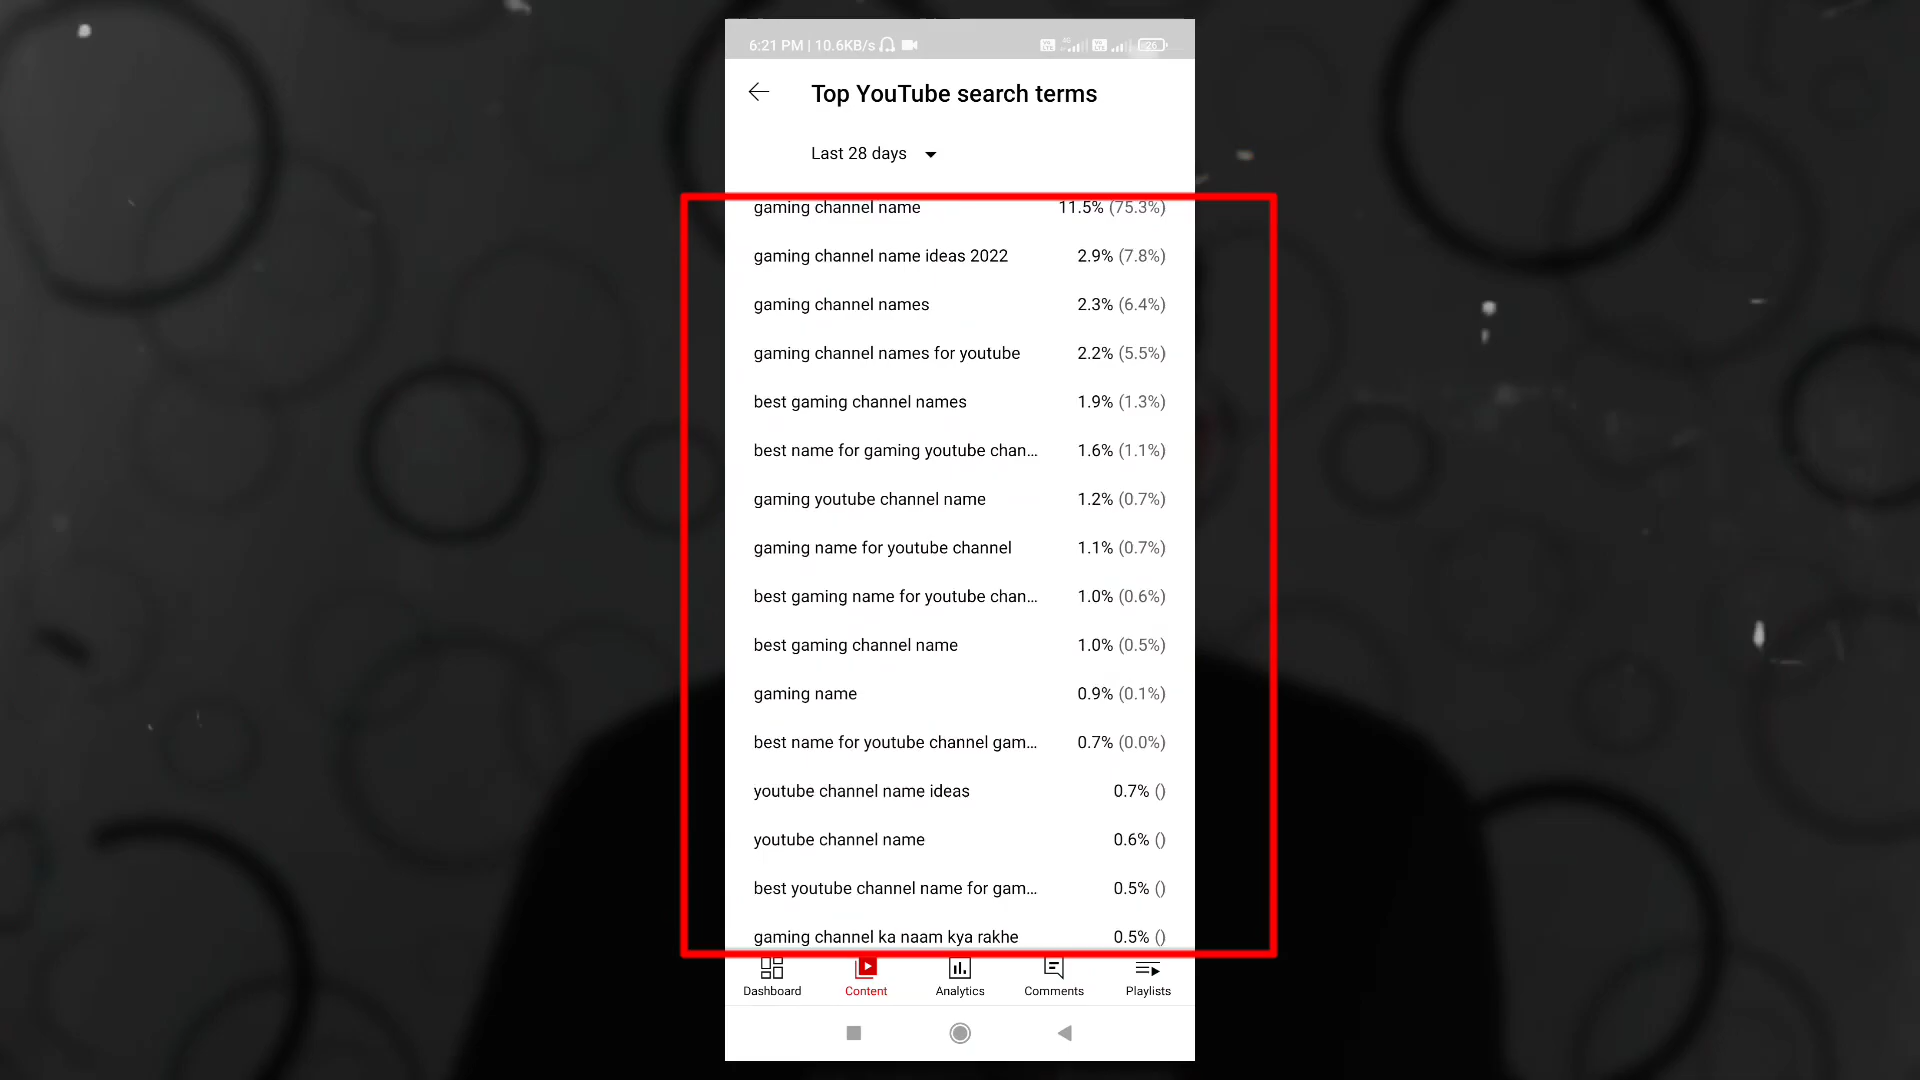 6:21 PM | 10.6KB/s
26
Top YouTube search terms
Last 28 days
gaming channel name 11.5% (75.3%)
gaming channel name ideas 2022 2.9% (7.8%)
gaming channel names 2.3% (6.4%)
gaming channel names for youtube 2.2% (5.5%)
best gaming channel names 1.9% (1.3%)
best name for gaming youtube chan... 1.6% (1.1%)
gaming youtube channel name 1.2% (0.7%)
gaming name for youtube channel 1.1% (0.7%)
best gaming name for youtube chan... 1.0% (0.6%)
best gaming channel name 1.0% (0.5%)
gaming name 0.9% (0.1%)
best name for youtube channel gam... 0.7% (0.0%)
youtube channel name ideas 0.7% ()
youtube channel name 0.6% ()
best youtube channel name for gam... 0.5% ()
gaming channel ka naam kya rakhe 0.5% ()
Dashboard Content Analytics Comments Playlists